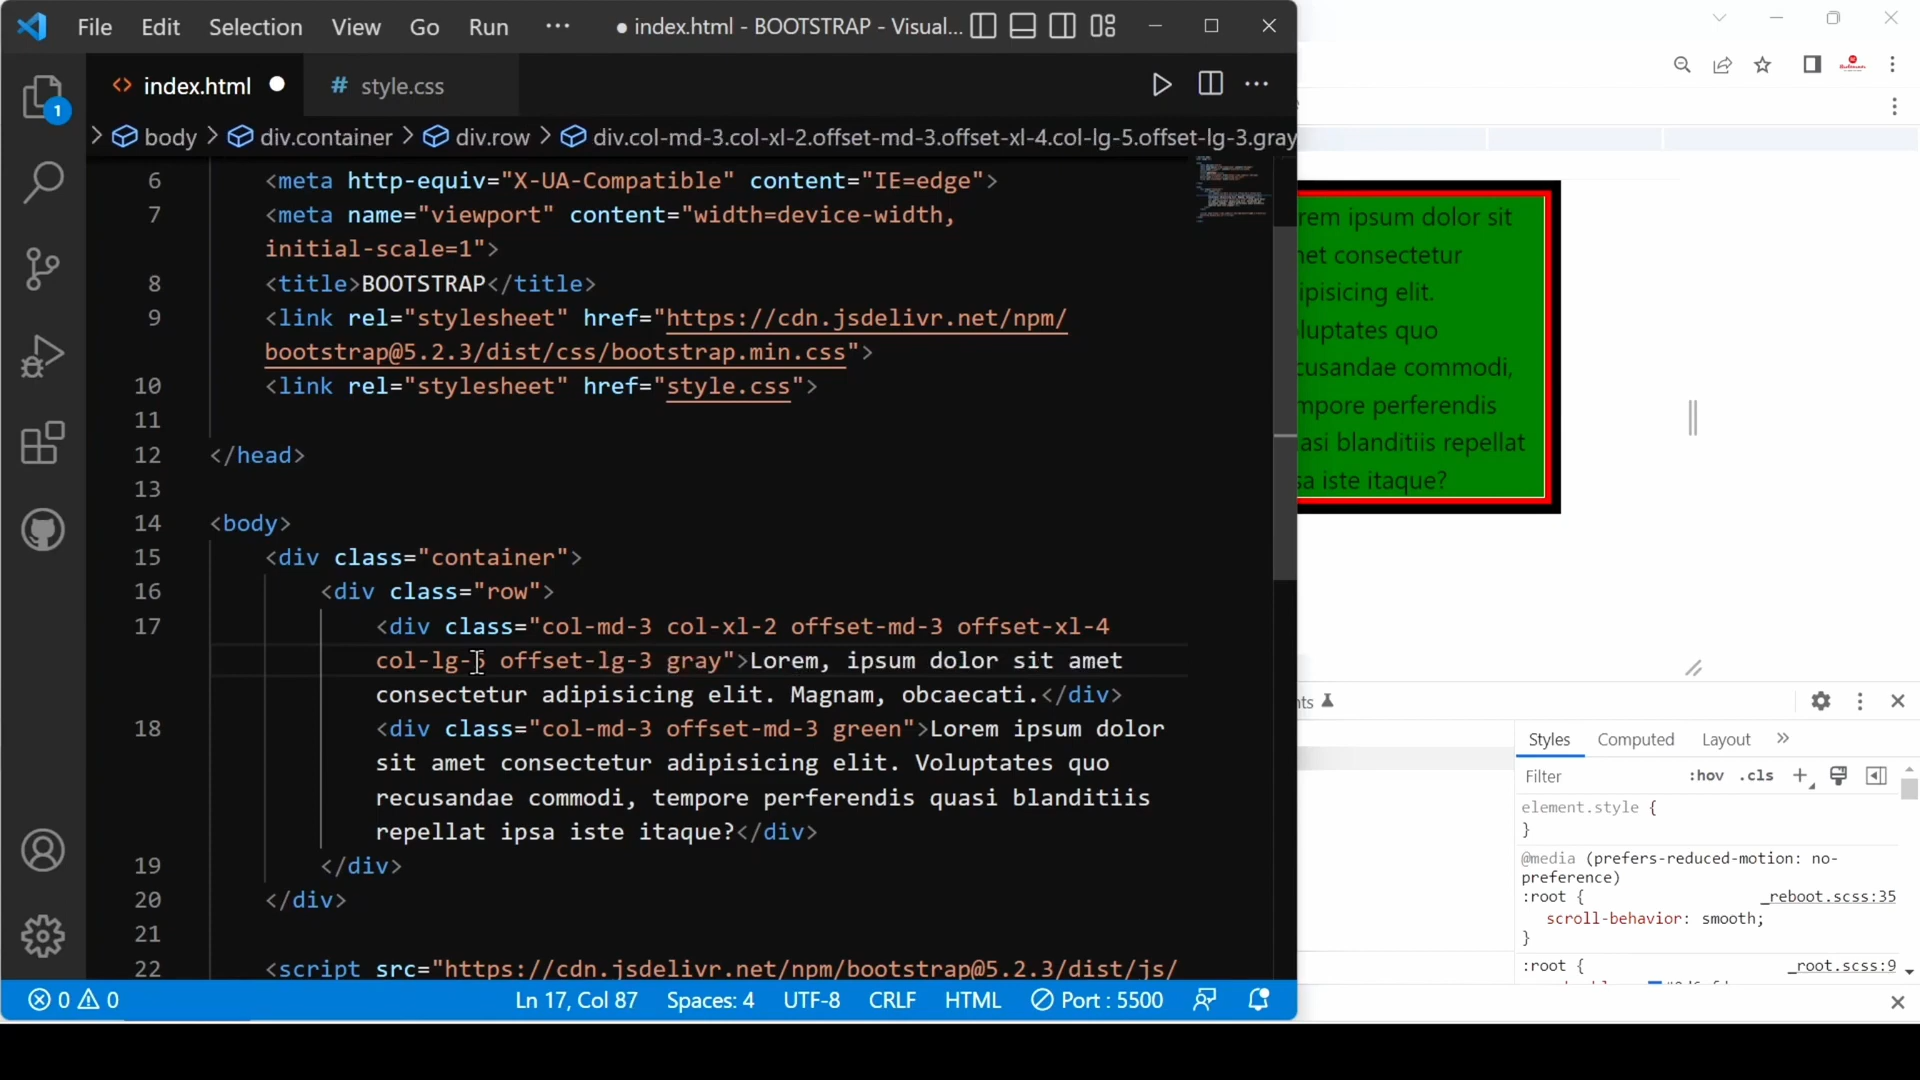 File Edit Selection View Go Run ··· ● index.html - BOOTSTRAP - Visual...
<> index.html ● # style.css
> body > div.container > div.row > div.col-md-3.col-xl-2.offset-md-3.offset-xl-4.col-lg-5.offset-lg-3.gray
1
6 <meta http-equiv="X-UA-Compatible" content="IE=edge">
7 <meta name="viewport" content="width=device-width,
initial-scale=1">
8 <title>BOOTSTRAP</title>
9 <link rel="stylesheet" href="https://cdn.jsdelivr.net/npm/
bootstrap@5.2.3/dist/css/bootstrap.min.css">
10 <link rel="stylesheet" href="style.css">
11
12 </head>
13
14 <body>
15 <div class="container">
16 <div class="row">
17 <div class="col-md-3 col-xl-2 offset-md-3 offset-xl-4
col-lg-5 offset-lg-3 gray">Lorem, ipsum dolor sit amet
consectetur adipisicing elit. Magnam, obcaecati.</div>
18 <div class="col-md-3 offset-md-3 green">Lorem ipsum dolor
sit amet consectetur adipisicing elit. Voluptates quo
recusandae commodi, tempore perferendis quasi blanditiis
repellat ipsa iste itaque?</div>
19 </div>
20 </div>
21
22 <script src="https://cdn.jsdelivr.net/npm/bootstrap@5.2.3/dist/js/
0 0 Ln 17, Col 87 Spaces: 4 UTF-8 CRLF HTML Port : 5500
rem ipsum dolor sit
net consectetur
ipisicing elit.
luptates quo
cusandae commodi,
mpore perferendis
asi blanditiis repellat
sa iste itaque?
nts
Styles Computed Layout »
Filter :hov .cls +
element.style {
}
@media (prefers-reduced-motion: no-
preference)
:root { _reboot.scss:35
scroll-behavior: smooth;
}
:root { _root.scss:9